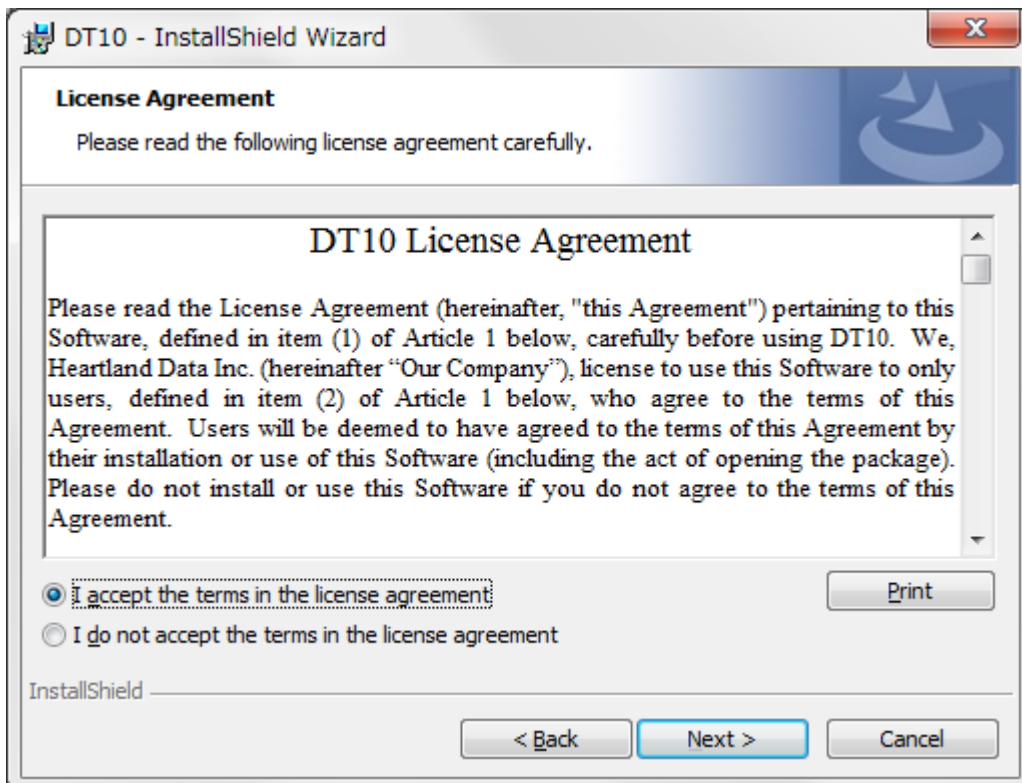 DT10 - InstallShield Wizard
License Agreement
Please read the following license agreement carefully.
DT10 License Agreement
Please read the License Agreement (hereinafter, "this Agreement") pertaining to this
Software, defined in item (1) of Article 1 below, carefully before using DT10.  We,
Heartland Data Inc. (hereinafter “Our Company”), license to use this Software to only
users, defined in item (2) of Article 1 below, who agree to the terms of this
Agreement.  Users will be deemed to have agreed to the terms of this Agreement by
their installation or use of this Software (including the act of opening the package).
Please do not install or use this Software if you do not agree to the terms of this
Agreement.
I accept the terms in the license agreement
Print
I do not accept the terms in the license agreement
InstallShield
< Back
Next >
Cancel